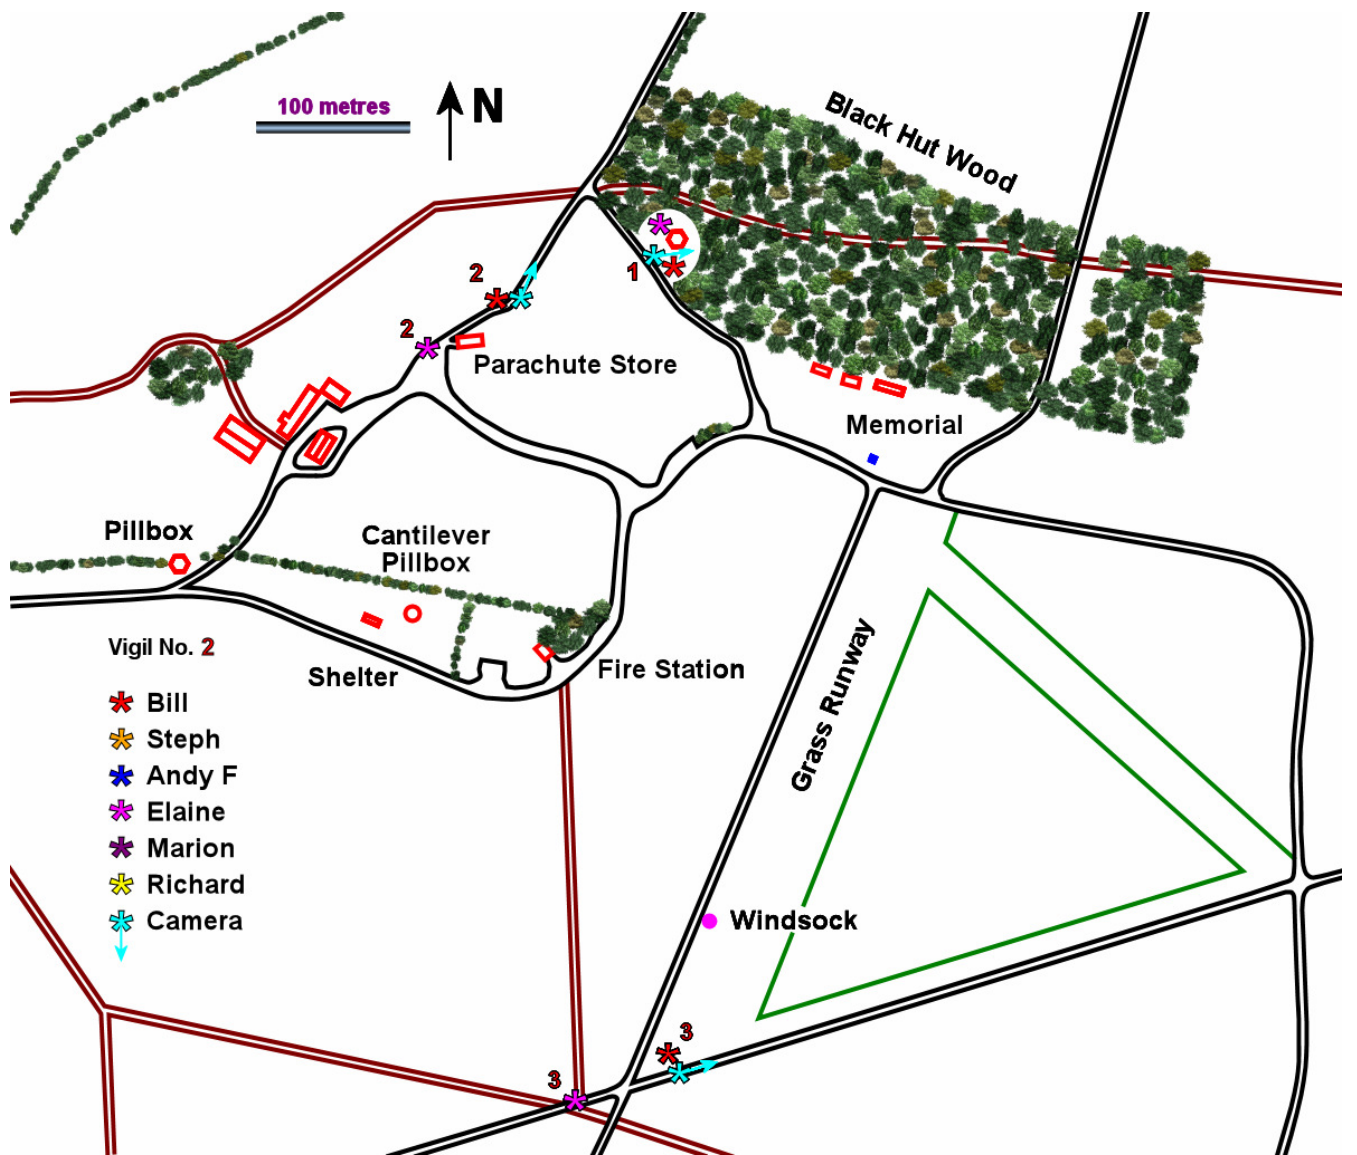 100 metres
N
Black Hut Wood
2
1
2
Parachute Store
Memorial
Pillbox
Cantilever
Pillbox
Shelter
Fire Station
Grass Runway
Vigil No. 2
Bill
Steph
Andy F
Elaine
Marion
Richard
Camera
Windsock
3
3